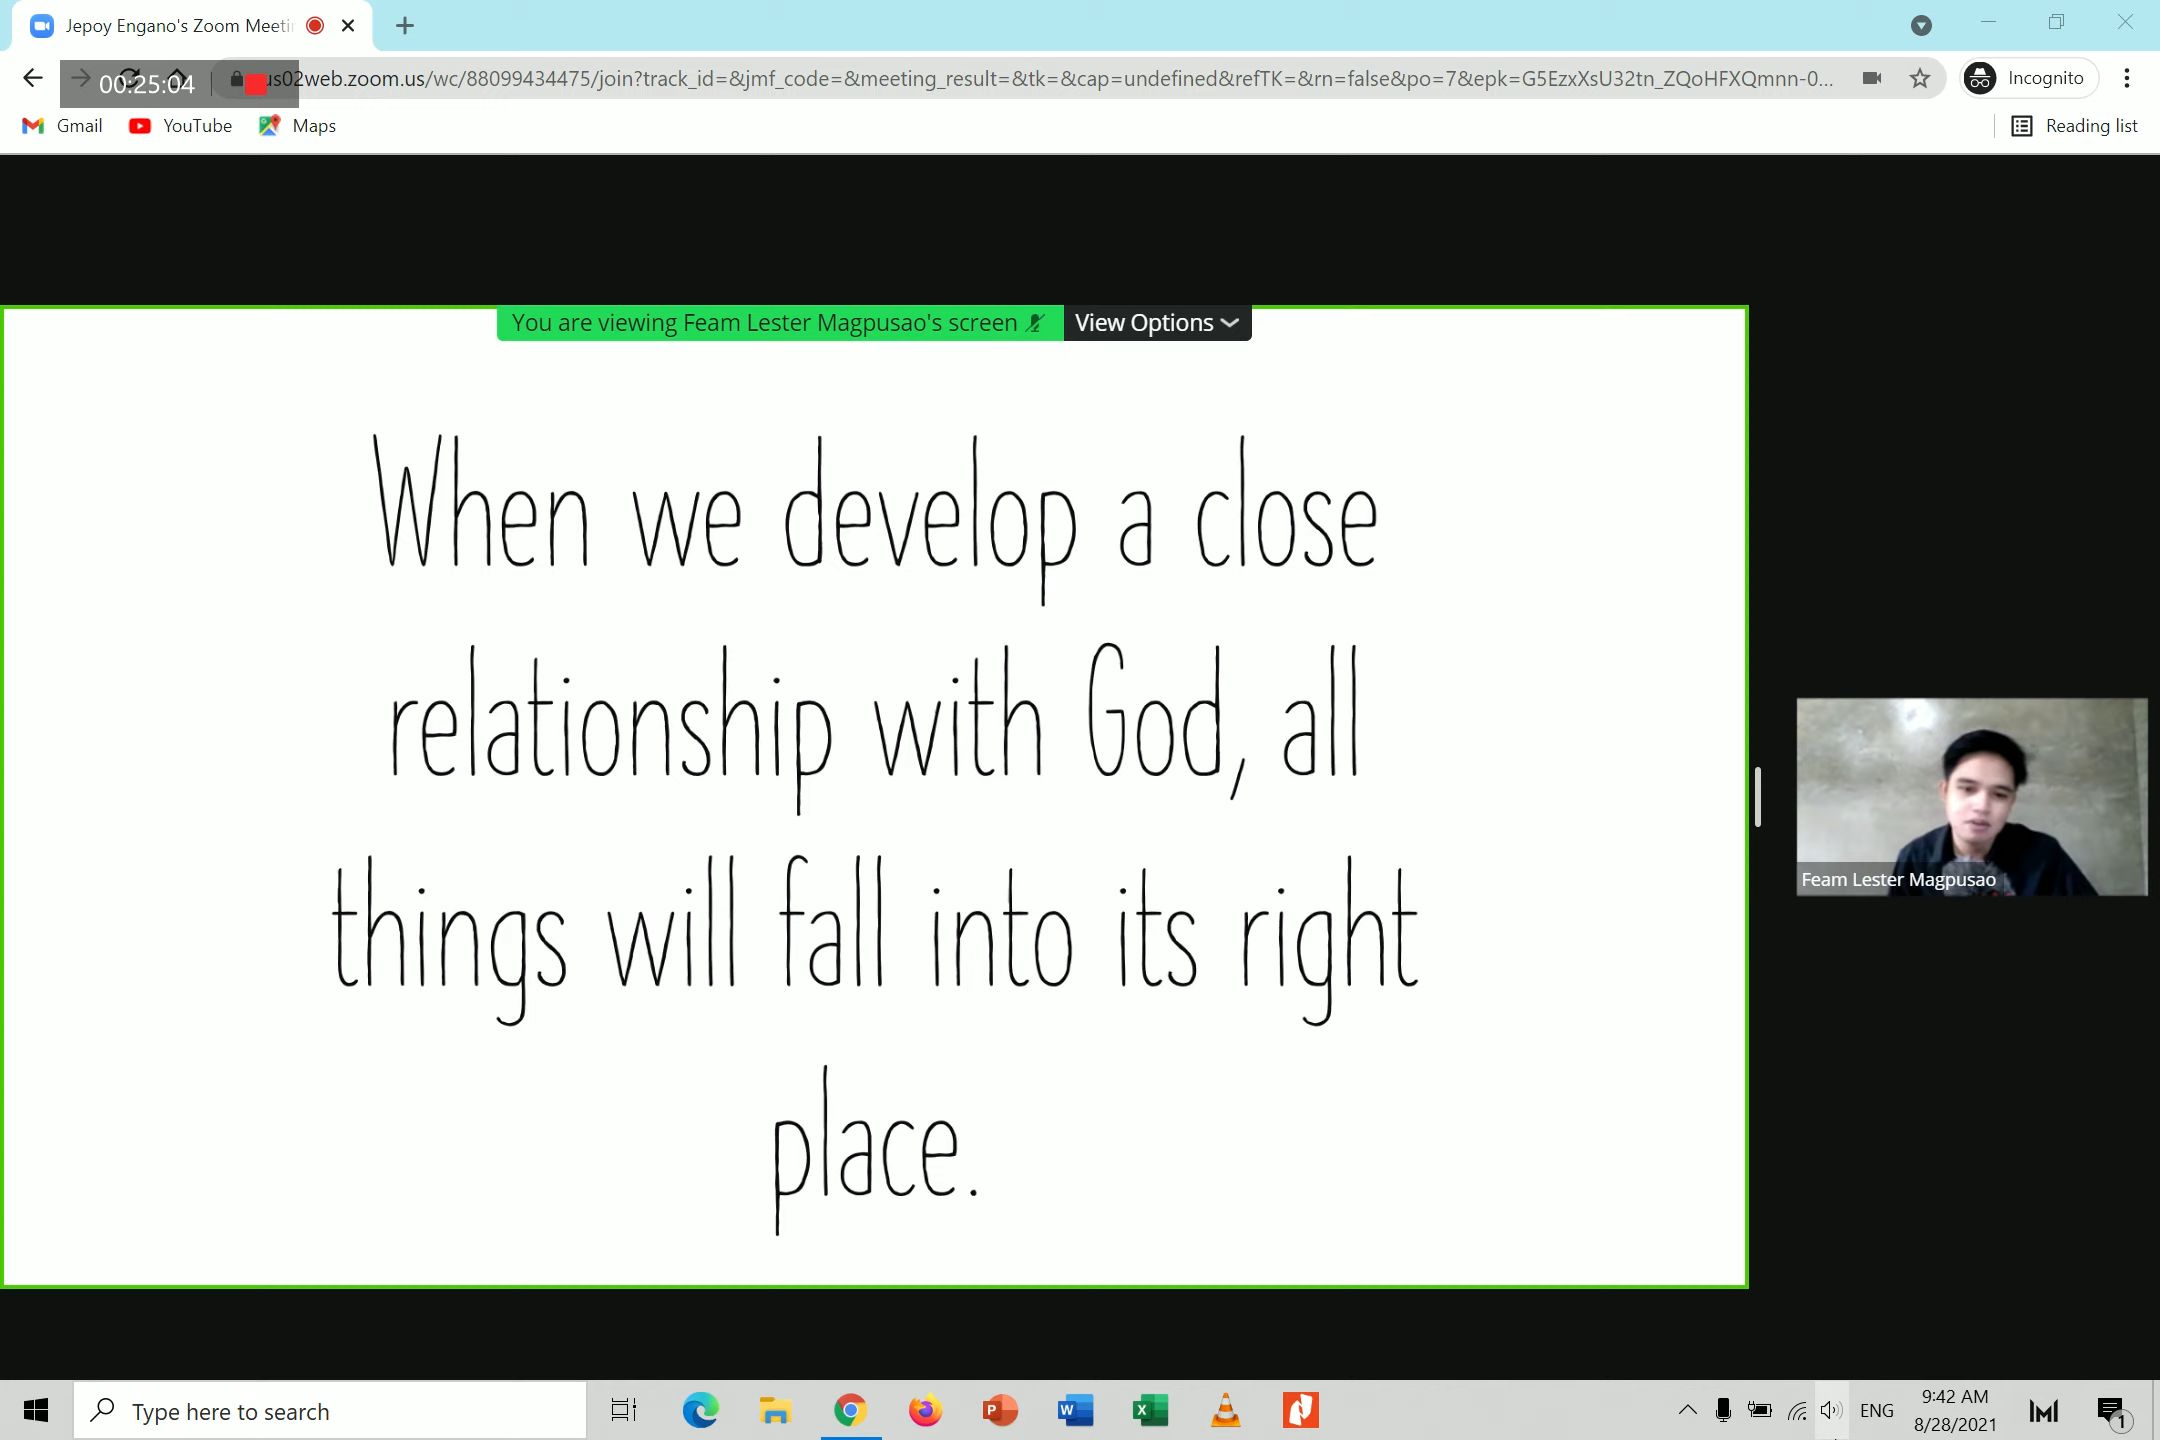 Jepoy Engano's Zoom Meeti
00:25:04
us02web.zoom.us/wc/88099434475/join?track_id=&jmf_code=&meeting_result=&tk=&cap=undefined&refTK=&rn=false&po=7&epk=G5EzxXsU32tn_ZQoHFXQmnn-0...
Incognito
Gmail YouTube Maps
Reading list
You are viewing Feam Lester Magpusao's screen View Options
When we develop a close
relationship with God, all
things will fall into its right
place.
Feam Lester Magpusao
Type here to search
ENG
9:42 AM
8/28/2021
1